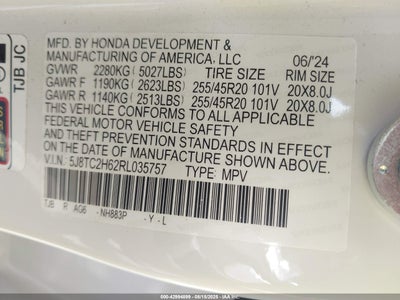 TJB JC
MFD. BY HONDA DEVELOPMENT &
MANUFACTURING OF AMERICA, LLC 06/'24
GVWR 2280KG (5027LBS) TIRE SIZE RIM SIZE
GAWR F 1190KG (2623LBS) 255/45R20 101V 20X8.0J
GAWR R 1140KG (2513LBS) 255/45R20 101V 20X8.0J
THIS VEHICLE CONFORMS TO ALL APPLICABLE
FEDERAL MOTOR VEHICLE SAFETY
AND THEFT PREVENTION STANDARDS IN EFFECT
ON THE DATE OF MANUFACTURE SHOWN ABOVE.
V.I.N.: 5J8TC2H62RL035757 TYPE: MPV
TJB R AG6 -NH883P -Y-L